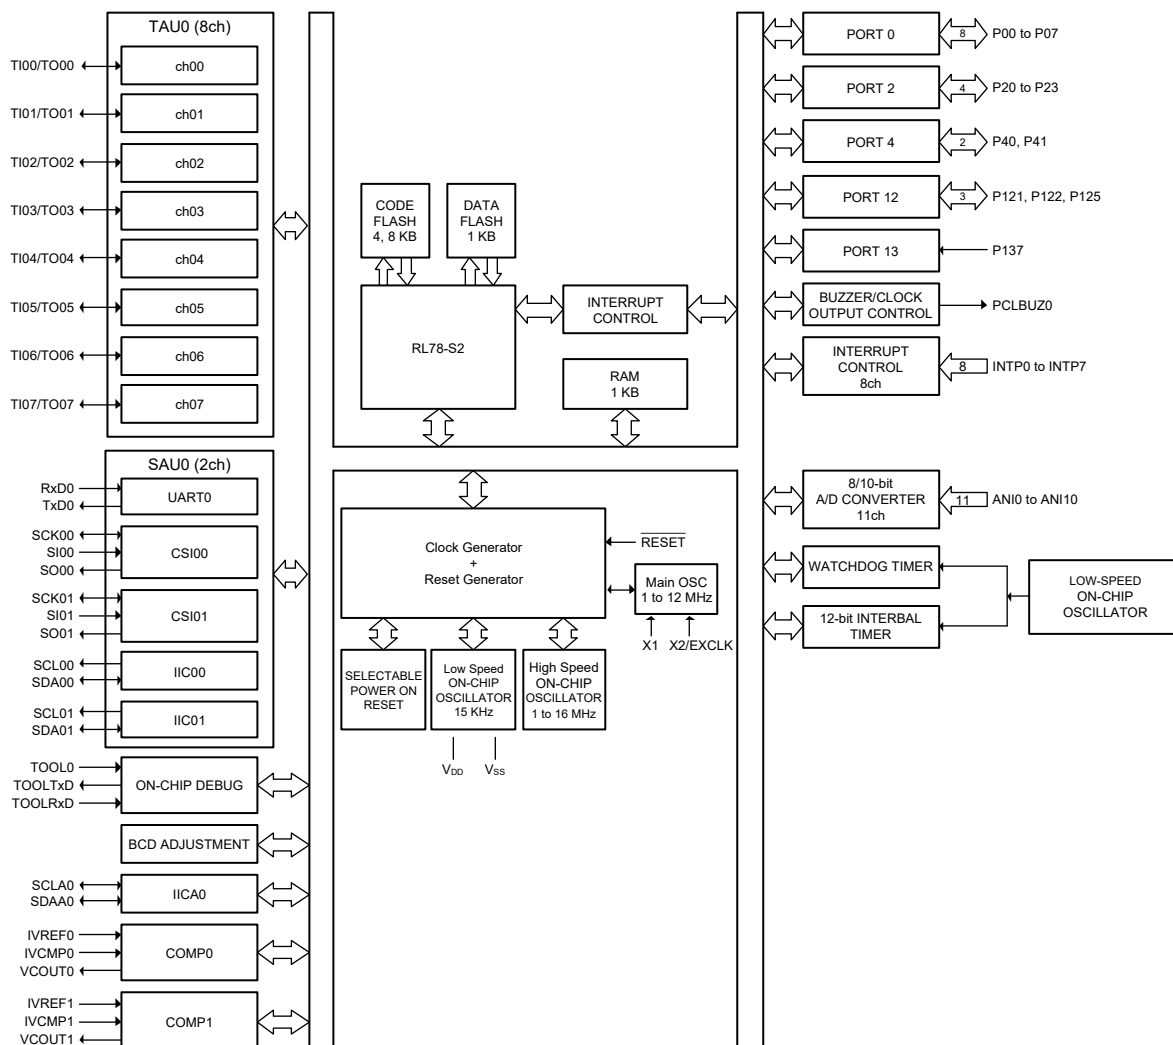 TAU0 (8ch)
TI00/TO00
ch00
TI01/TO01
ch01
TI02/TO02
ch02
TI03/TO03
ch03
TI04/TO04
ch04
TI05/TO05
ch05
TI06/TO06
ch06
TI07/TO07
ch07
SAU0 (2ch)
RxD0
TxD0
UART0
SCK00
SI00
SO00
CSI00
SCK01
SI01
SO01
CSI01
SCL00
SDA00
IIC00
SCL01
SDA01
IIC01
TOOL0
TOOLTxD
TOOLRxD
ON-CHIP DEBUG
BCD ADJUSTMENT
SCLA0
SDAA0
IICA0
IVREF0
IVCMP0
VCOUT0
COMP0
IVREF1
IVCMP1
VCOUT1
COMP1
CODE
FLASH
4, 8 KB
DATA
FLASH
1 KB
RL78-S2
INTERRUPT
CONTROL
RAM
1 KB
Clock Generator
+
Reset Generator
RESET
Main OSC
1 to 12 MHz
X1
X2/EXCLK
SELECTABLE
POWER ON
RESET
Low Speed
ON-CHIP
OSCILLATOR
15 KHz
High Speed
ON-CHIP
OSCILLATOR
1 to 16 MHz
VDD
VSS
PORT 0
8
P00 to P07
PORT 2
4
P20 to P23
PORT 4
2
P40, P41
PORT 12
3
P121, P122, P125
PORT 13
P137
BUZZER/CLOCK
OUTPUT CONTROL
PCLBUZ0
INTERRUPT
CONTROL
8ch
8
INTP0 to INTP7
8/10-bit
A/D CONVERTER
11ch
11
ANI0 to ANI10
WATCHDOG TIMER
12-bit INTERBAL
TIMER
LOW-SPEED
ON-CHIP
OSCILLATOR